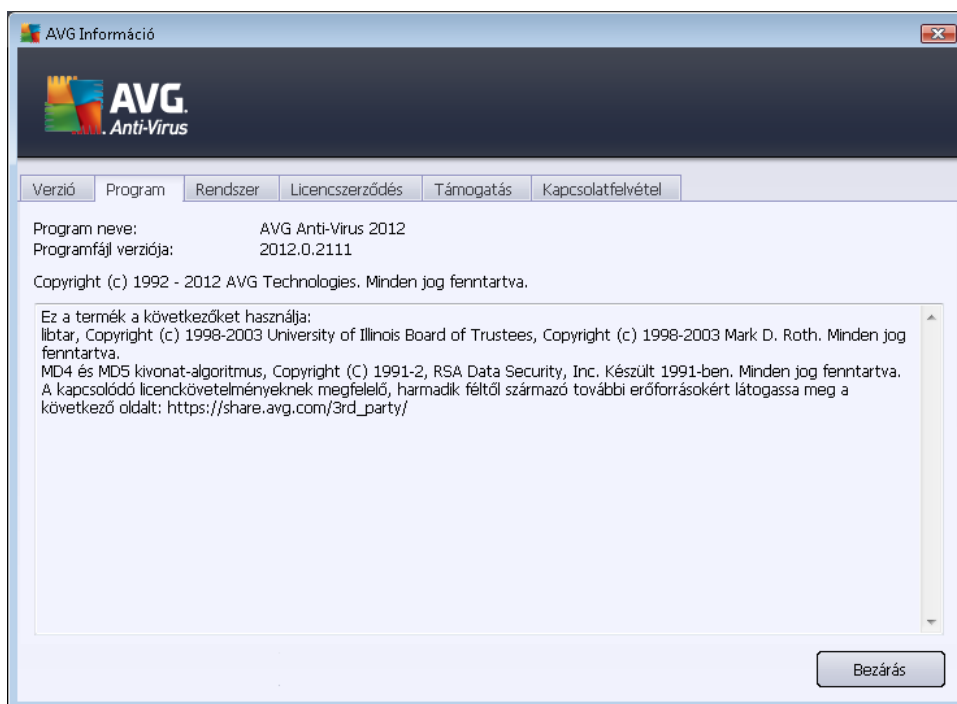 AVG Információ
AVG.
Anti-Virus
Verzió Program Rendszer Licencszerződés Támogatás Kapcsolatfelvétel
Program neve: AVG Anti-Virus 2012
Programfájl verziója: 2012.0.2111
Copyright (c) 1992 - 2012 AVG Technologies. Minden jog fenntartva.
Ez a termék a következőket használja:
libtar, Copyright (c) 1998-2003 University of Illinois Board of Trustees, Copyright (c) 1998-2003 Mark D. Roth. Minden jog
fenntartva.
MD4 és MD5 kivonat-algoritmus, Copyright (C) 1991-2, RSA Data Security, Inc. Készült 1991-ben. Minden jog fenntartva.
A kapcsolódó licenckövetelményeknek megfelelő, harmadik féltől származó további erőforrásokért látogassa meg a
következő oldalt: https://share.avg.com/3rd_party/
Bezárás